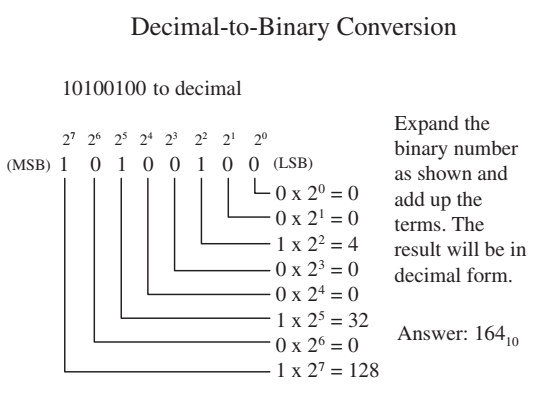 Decimal-to-Binary Conversion
10100100 to decimal
2⁷ 2⁶ 2⁵ 2⁴ 2³ 2² 2¹ 2⁰
(MSB) 1 0 1 0 0 1 0 0 (LSB)
0 x 2⁰ = 0
0 x 2¹ = 0
1 x 2² = 4
0 x 2³ = 0
0 x 2⁴ = 0
1 x 2⁵ = 32
0 x 2⁶ = 0
1 x 2⁷ = 128
Expand the
binary number
as shown and
add up the
terms. The
result will be in
decimal form.
Answer: 164₁₀